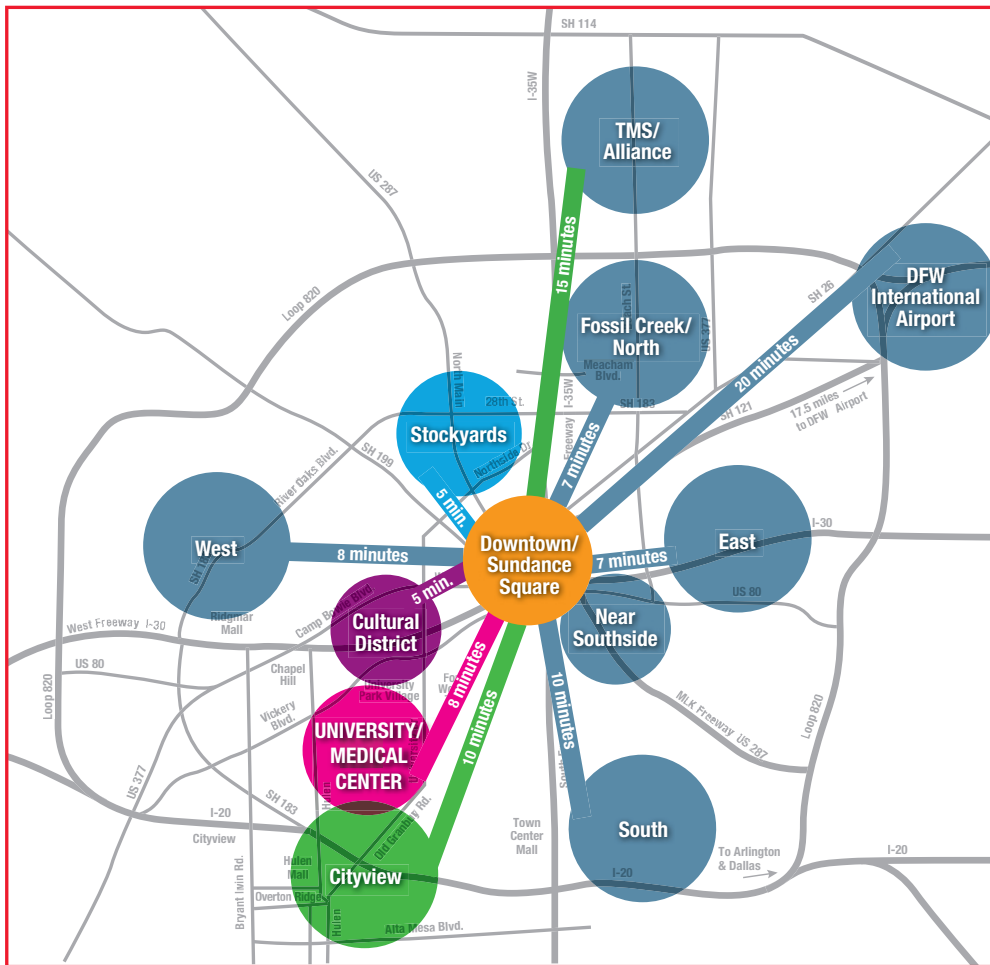 SH 114
I-35W
TMS/
Alliance
US 287
15 minutes
DFW
International
Airport
SH 26
Loop 820
Fossil Creek/
North
US 377
Meacham
Blvd.
20 minutes
North Main
I-35W
Freeway
28th St.
SH 183
SH 121
17.5 miles
to DFW Airport
Stockyards
Northside Dr.
7 minutes
SH 199
River Oaks Blvd.
5 min.
West
8 minutes
Downtown/
Sundance
Square
7 minutes
East
I-30
US 80
5 min.
Camp Bowie Blvd
Ridgmar
Mall
West Freeway I-30
Cultural
District
Near
Southside
US 80
Chapel
Hill
University
Park Village
8 minutes
10 minutes
10 minutes
MLK Freeway US 287
Loop 820
Loop 820
Vickery
Blvd.
UNIVERSITY/
MEDICAL
CENTER
US 377
SH 183
Hulen
Old Granbury Rd.
I-20
Cityview
Town
Center
Mall
South
To Arlington
& Dallas
I-20
I-20
Hulen
Mall
Cityview
Bryant Irvin Rd.
Overton Ridge
Hulen
Alta Mesa Blvd.